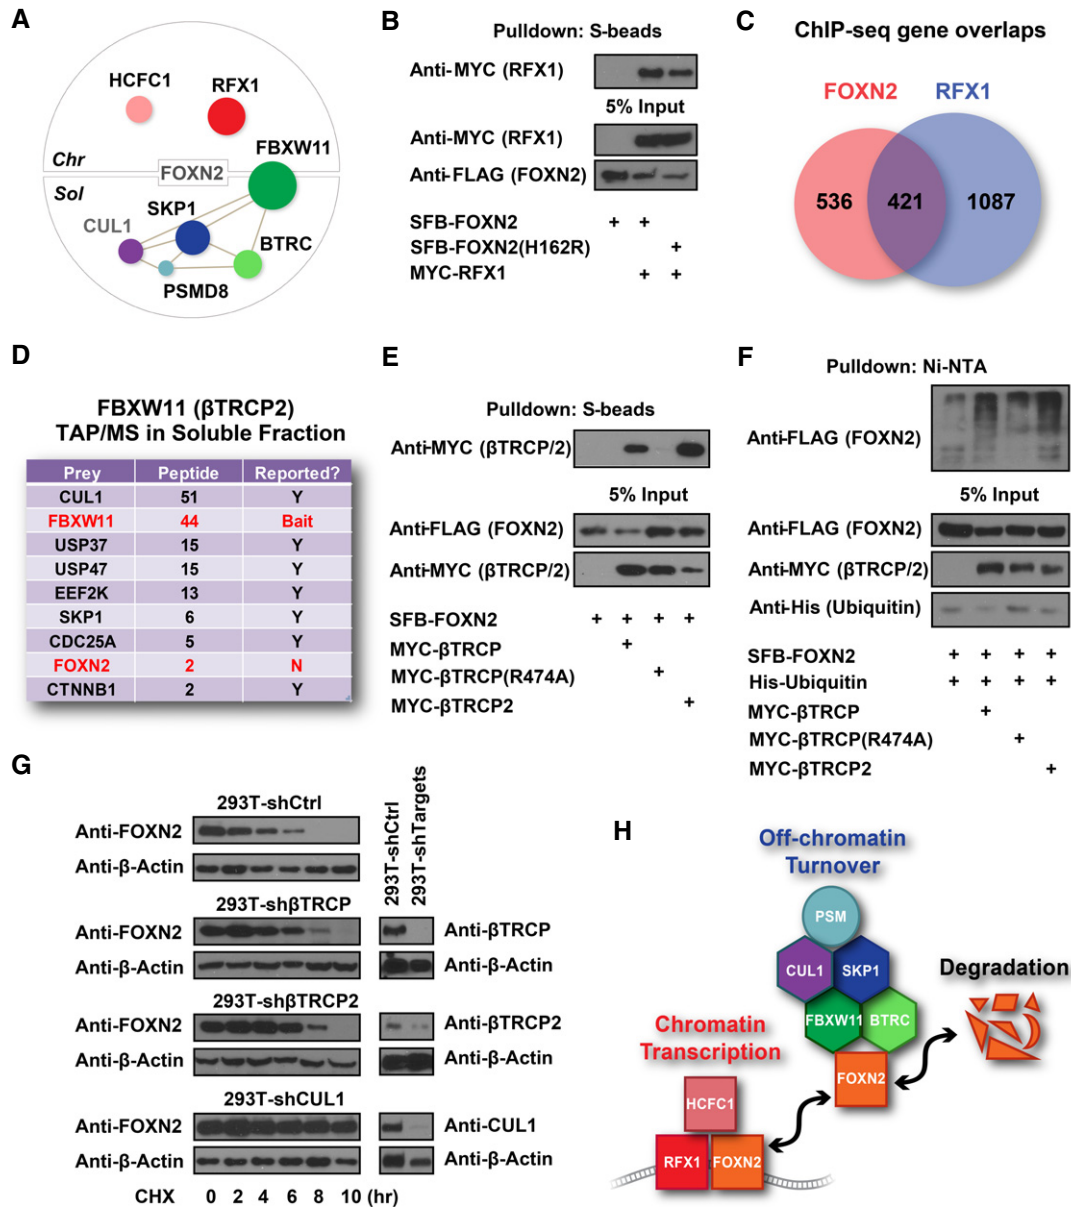 A
HCFC1
RFX1
FBXW11
Chr
FOXN2
Sol
SKP1
CUL1
BTRC
PSMD8
B
Pulldown: S-beads
Anti-MYC (RFX1)
5% Input
Anti-MYC (RFX1)
Anti-FLAG (FOXN2)
SFB-FOXN2 + +
SFB-FOXN2(H162R) +
MYC-RFX1 + +
C
ChIP-seq gene overlaps
FOXN2 RFX1
536 421 1087
D
FBXW11 (βTRCP2)
TAP/MS in Soluble Fraction
Prey Peptide Reported?
CUL1 51 Y
FBXW11 44 Bait
USP37 15 Y
USP47 15 Y
EEF2K 13 Y
SKP1 6 Y
CDC25A 5 Y
FOXN2 2 N
CTNNB1 2 Y
E
Pulldown: S-beads
Anti-MYC (βTRCP/2)
5% Input
Anti-FLAG (FOXN2)
Anti-MYC (βTRCP/2)
SFB-FOXN2 + + + +
MYC-βTRCP +
MYC-βTRCP(R474A) +
MYC-βTRCP2 +
F
Pulldown: Ni-NTA
Anti-FLAG (FOXN2)
5% Input
Anti-FLAG (FOXN2)
Anti-MYC (βTRCP/2)
Anti-His (Ubiquitin)
SFB-FOXN2 + + + +
His-Ubiquitin + + + +
MYC-βTRCP +
MYC-βTRCP(R474A) +
MYC-βTRCP2 +
G
293T-shCtrl
293T-shCtrl
293T-shTargets
Anti-FOXN2
Anti-β-Actin
293T-shβTRCP
Anti-FOXN2 Anti-βTRCP
Anti-β-Actin Anti-β-Actin
293T-shβTRCP2
Anti-FOXN2 Anti-βTRCP2
Anti-β-Actin Anti-β-Actin
293T-shCUL1
Anti-FOXN2 Anti-CUL1
Anti-β-Actin Anti-β-Actin
CHX 0 2 4 6 8 10 (hr)
H
Off-chromatin
Turnover
PSM
CUL1 SKP1
FBXW11 BTRC
FOXN2
Degradation
Chromatin
Transcription
HCFC1
RFX1 FOXN2